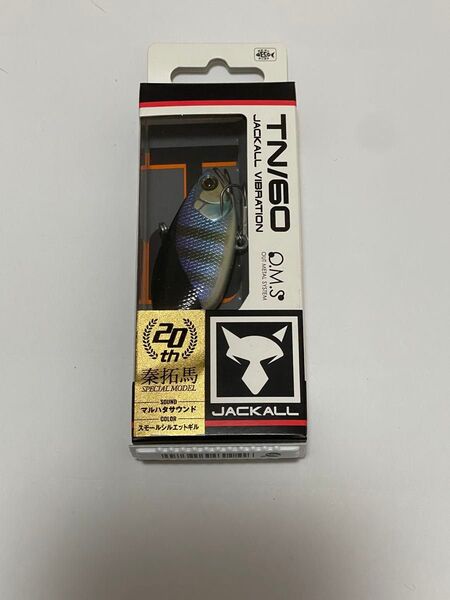 TN/60
JACKALL VIBRATION
O.M.S
OUT METAL SYSTEM
20
th
秦拓馬
SPECIAL MODEL
SOUND
マルハタサウンド
COLOR
スモールシルエットギル
JACKALL